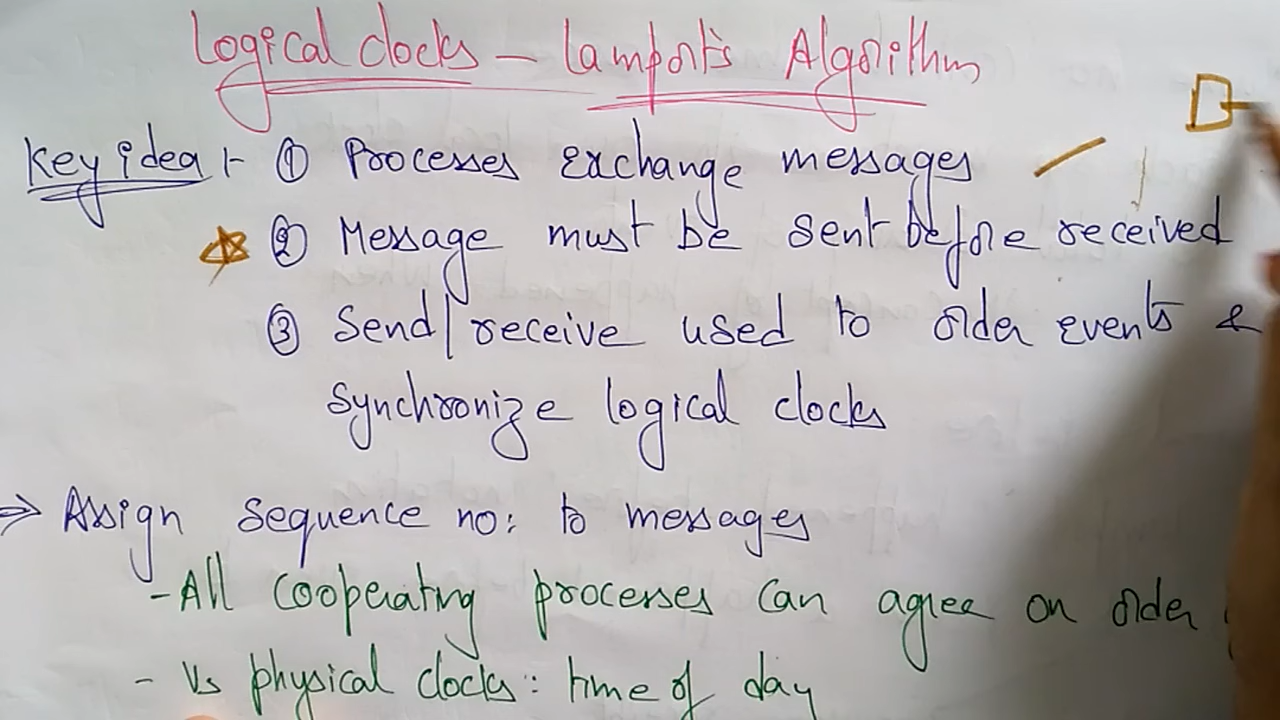 Logical clocks – Lamport's Algorithm
Key idea :- ① Processes exchange messages
② Message must be sent before received
③ Send/receive used to order events &
synchronize logical clocks
⇒ Assign sequence no: to messages
- All cooperating processes can agree on order
- Vs physical clocks : time of day